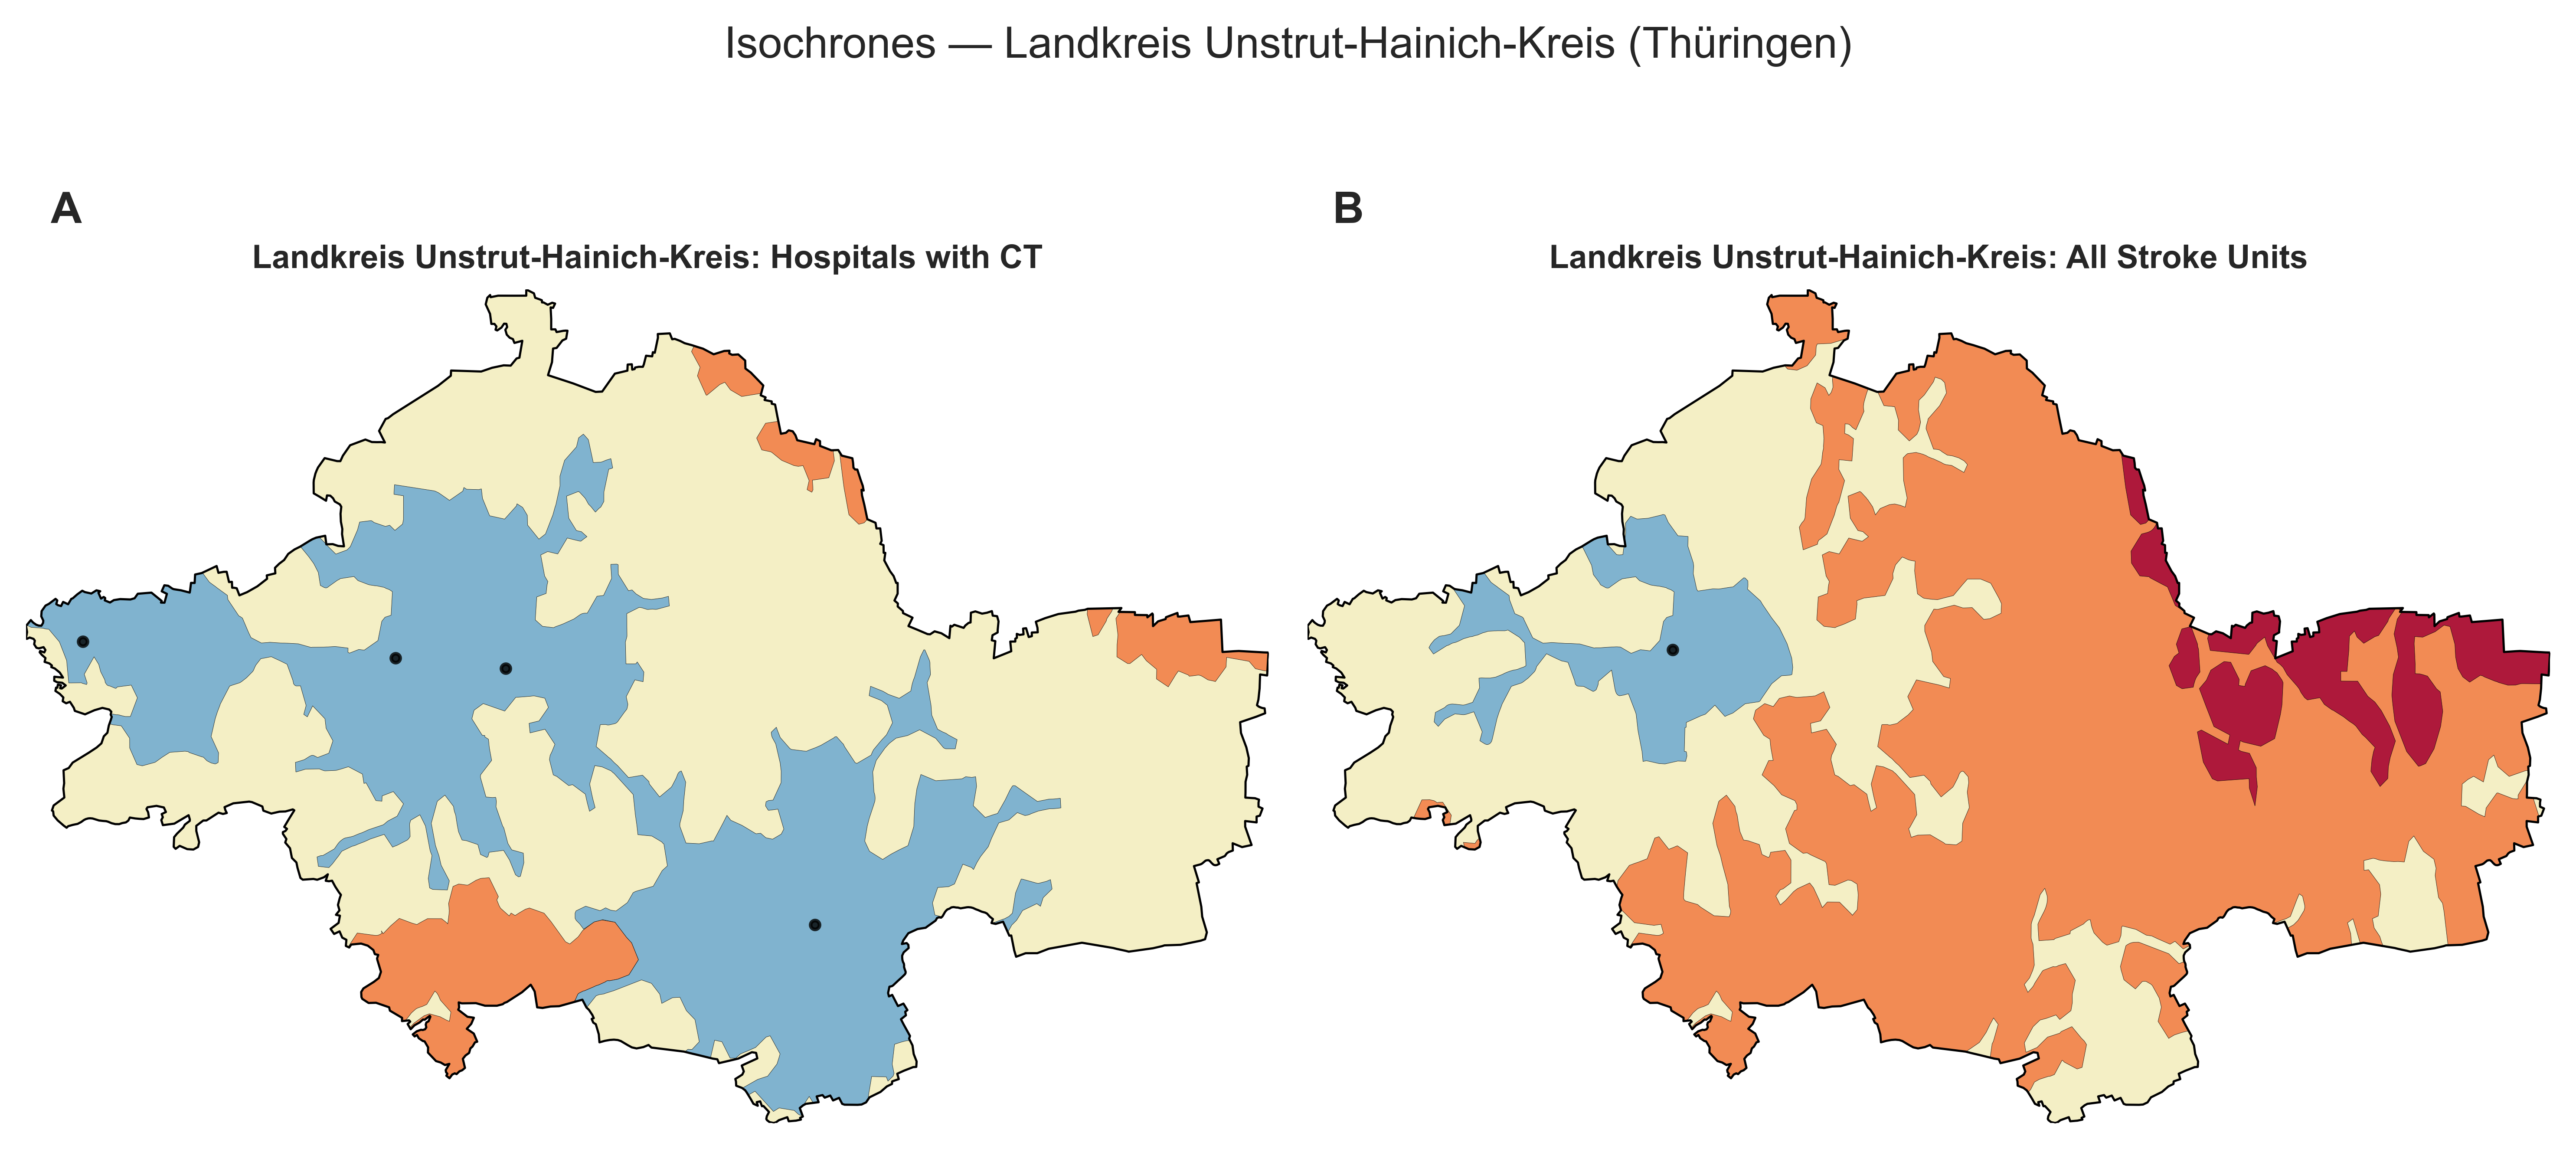 Isochrones — Landkreis Unstrut-Hainich-Kreis (Thüringen)
A
Landkreis Unstrut-Hainich-Kreis: Hospitals with CT
B
Landkreis Unstrut-Hainich-Kreis: All Stroke Units